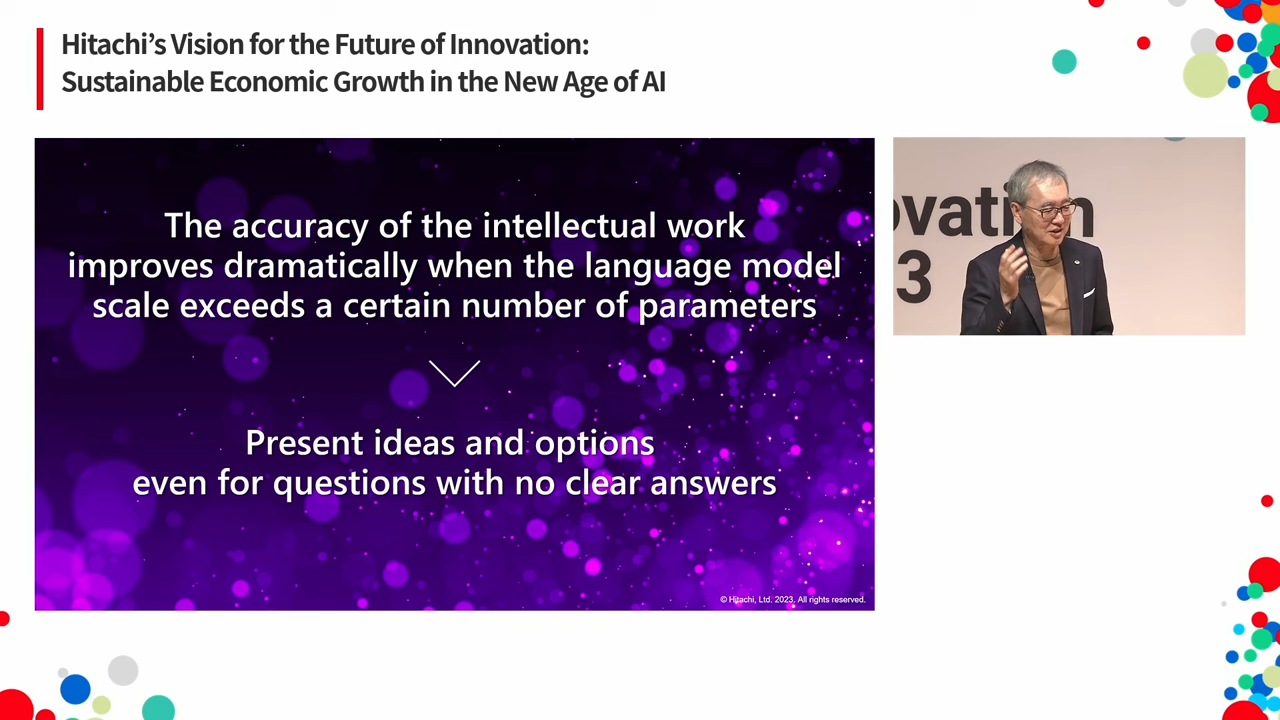 Hitachi’s Vision for the Future of Innovation:
Sustainable Economic Growth in the New Age of AI
The accuracy of the intellectual work
improves dramatically when the language model
scale exceeds a certain number of parameters
Present ideas and options
even for questions with no clear answers
© Hitachi, Ltd. 2023. All rights reserved.